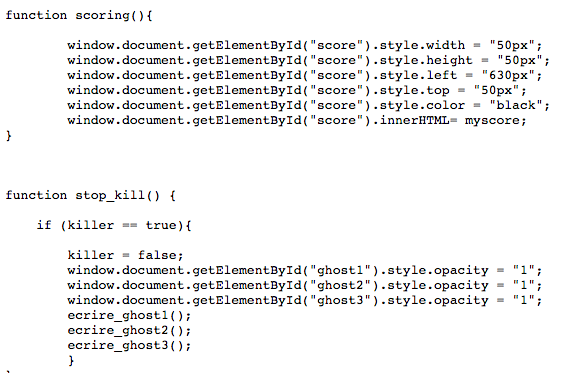 function scoring(){
window.document.getElementById("score").style.width = "50px";
window.document.getElementById("score").style.height = "50px";
window.document.getElementById("score").style.left = "630px";
window.document.getElementById("score").style.top = "50px";
window.document.getElementById("score").style.color = "black";
window.document.getElementById("score").innerHTML= myscore;
}
function stop_kill() {
if (killer == true){
killer = false;
window.document.getElementById("ghost1").style.opacity = "1";
window.document.getElementById("ghost2").style.opacity = "1";
window.document.getElementById("ghost3").style.opacity = "1";
ecrire_ghost1();
ecrire_ghost2();
ecrire_ghost3();
}